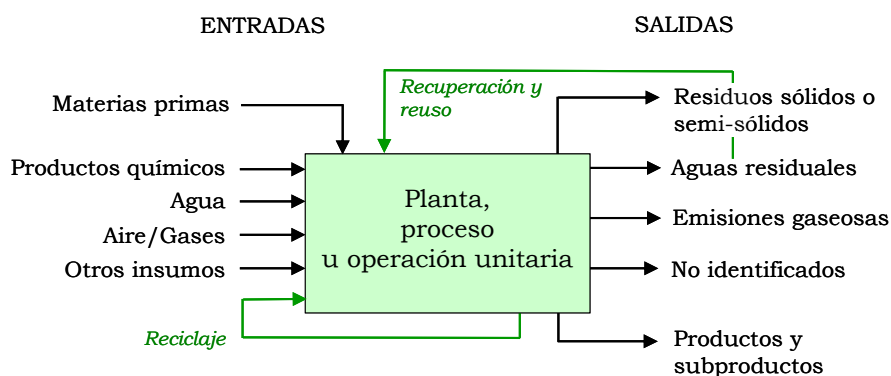 ENTRADAS
SALIDAS
Recuperación y
reuso
Materias primas
Residuos sólidos o
semi-sólidos
Productos químicos
Aguas residuales
Agua
Planta,
proceso
u operación unitaria
Emisiones gaseosas
Aire/Gases
Otros insumos
No identificados
Reciclaje
Productos y
subproductos